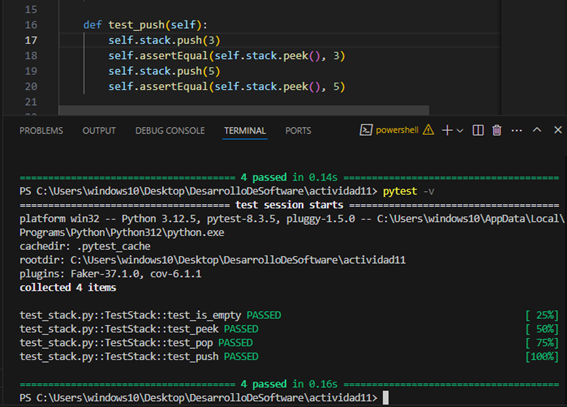 15
16 def test_push(self):
17 self.stack.push(3)
18 self.assertEqual(self.stack.peek(), 3)
19 self.stack.push(5)
20 self.assertEqual(self.stack.peek(), 5)
21
PROBLEMS OUTPUT DEBUG CONSOLE TERMINAL PORTS powershell
==================================== 4 passed in 0.14s ====================================
PS C:\Users\windows10\Desktop\DesarrolloDeSoftware\actividad11> pytest -v
=================================== test session starts ===================================
platform win32 -- Python 3.12.5, pytest-8.3.5, pluggy-1.5.0 -- C:\Users\windows10\AppData\Local\
Programs\Python\Python312\python.exe
cachedir: .pytest_cache
rootdir: C:\Users\windows10\Desktop\DesarrolloDeSoftware\actividad11
plugins: Faker-37.1.0, cov-6.1.1
collected 4 items
test_stack.py::TestStack::test_is_empty PASSED [ 25%]
test_stack.py::TestStack::test_peek PASSED [ 50%]
test_stack.py::TestStack::test_pop PASSED [ 75%]
test_stack.py::TestStack::test_push PASSED [100%]
==================================== 4 passed in 0.16s ====================================
PS C:\Users\windows10\Desktop\DesarrolloDeSoftware\actividad11>